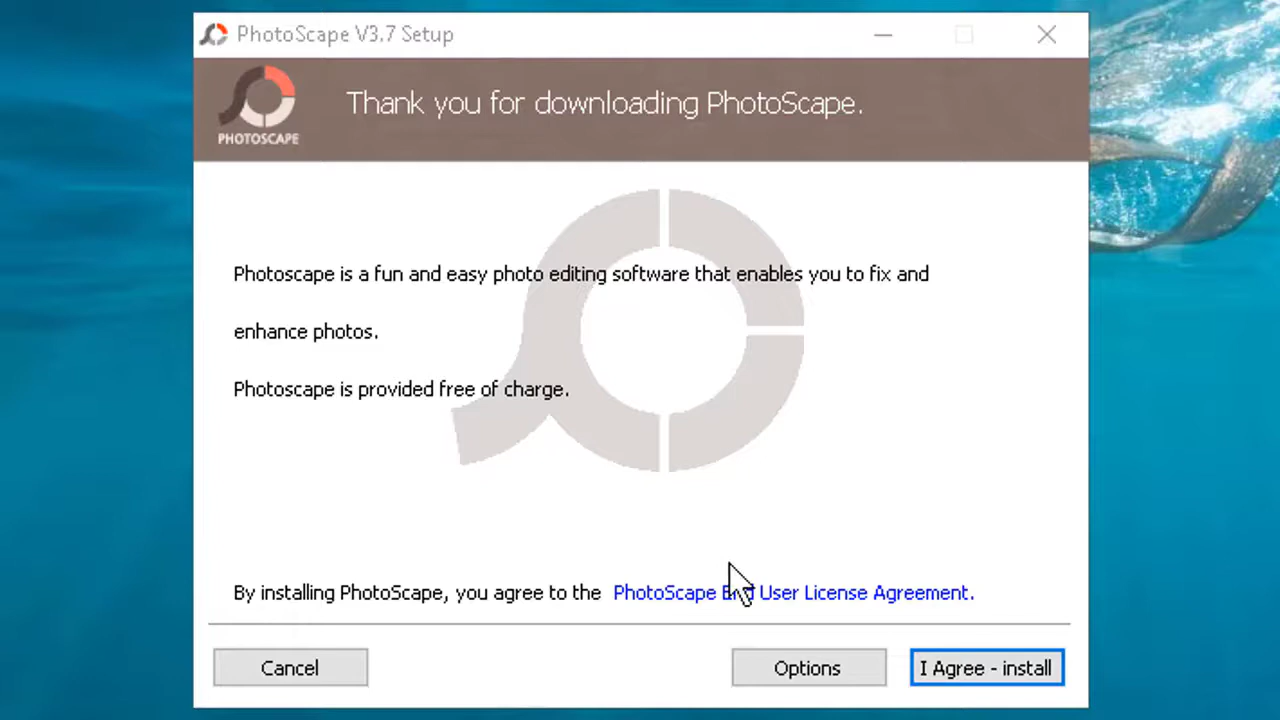 PhotoScape V3.7 Setup
PHOTOSCAPE
Thank you for downloading PhotoScape.
Photoscape is a fun and easy photo editing software that enables you to fix and
enhance photos.
Photoscape is provided free of charge.
By installing PhotoScape, you agree to the PhotoScape End User License Agreement.
Cancel
Options
I Agree - install